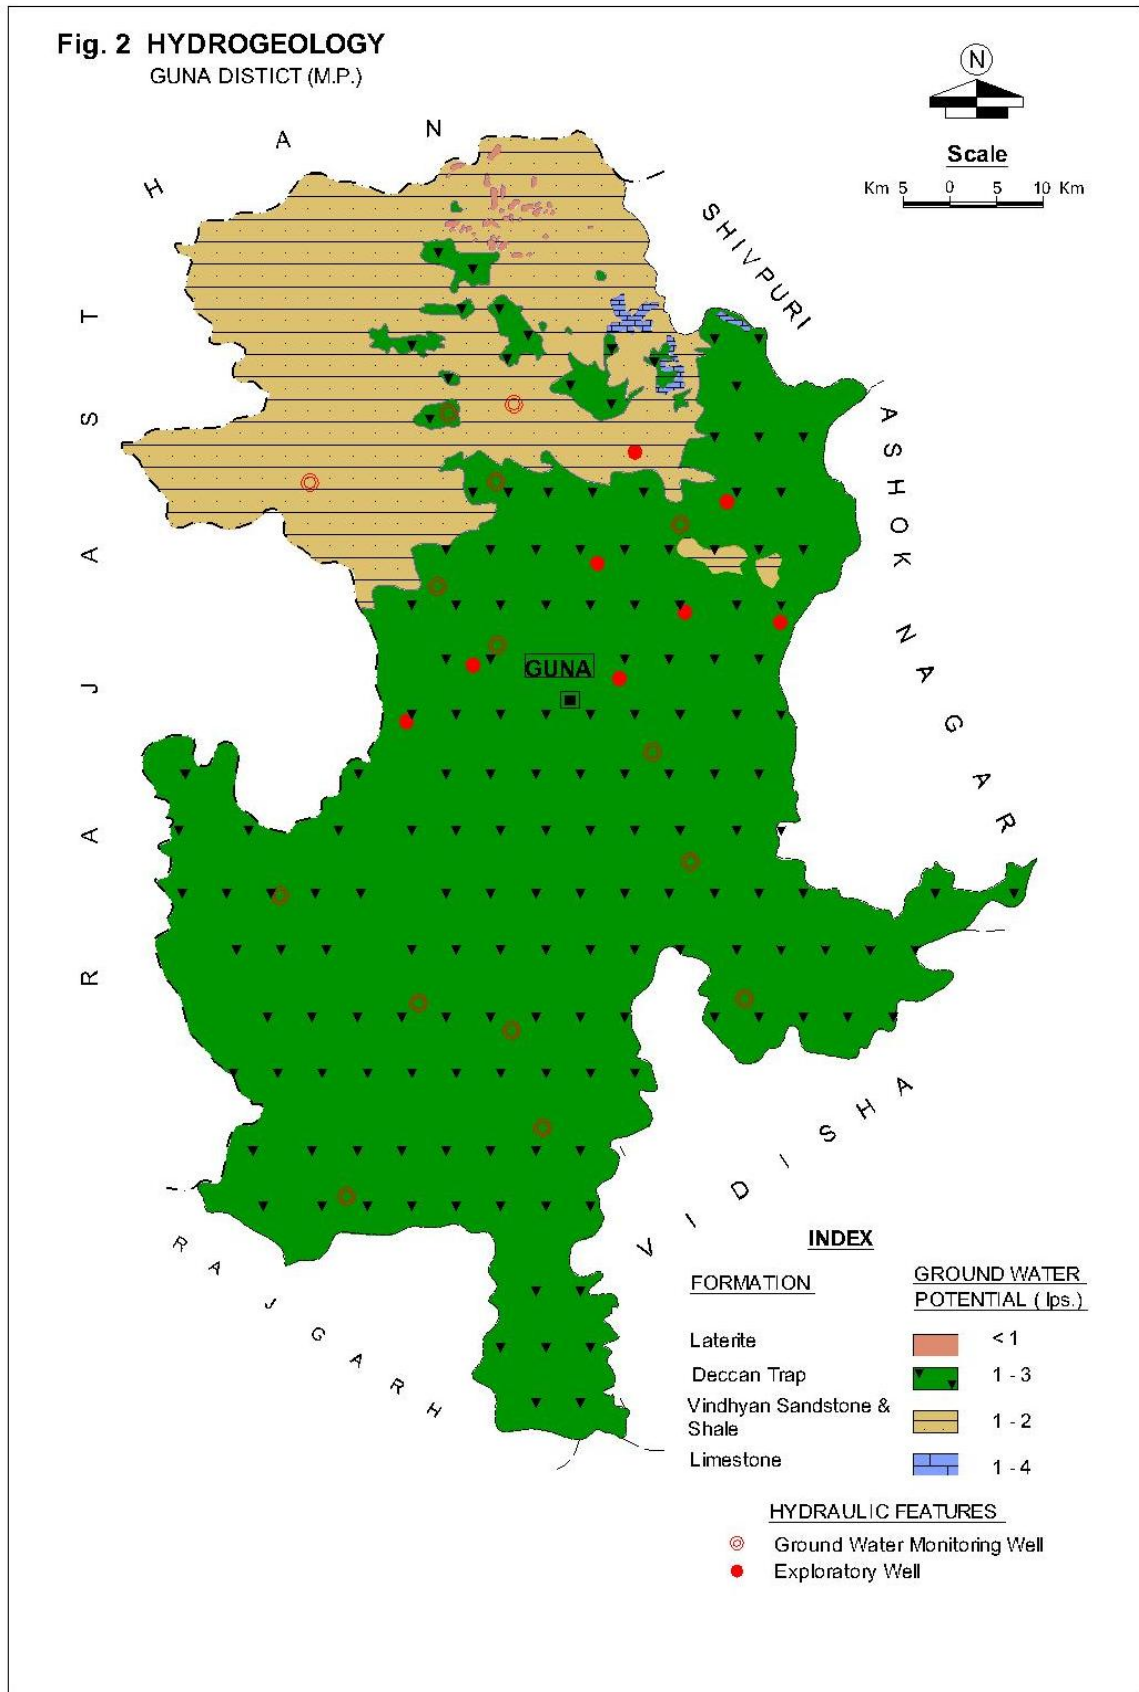 Fig. 2 HYDROGEOLOGY
GUNA DISTICT (M.P.)
N
Scale
Km 5 0 5 10 Km
RAJASTHAN
SHIVPURI
ASHOK NAGAR
GUNA
VIDISHA
RAJGARH
INDEX
FORMATION
GROUND WATER
POTENTIAL ( lps.)
Laterite < 1
Deccan Trap 1 - 3
Vindhyan Sandstone &
Shale 1 - 2
Limestone 1 - 4
HYDRAULIC FEATURES
Ground Water Monitoring Well
Exploratory Well